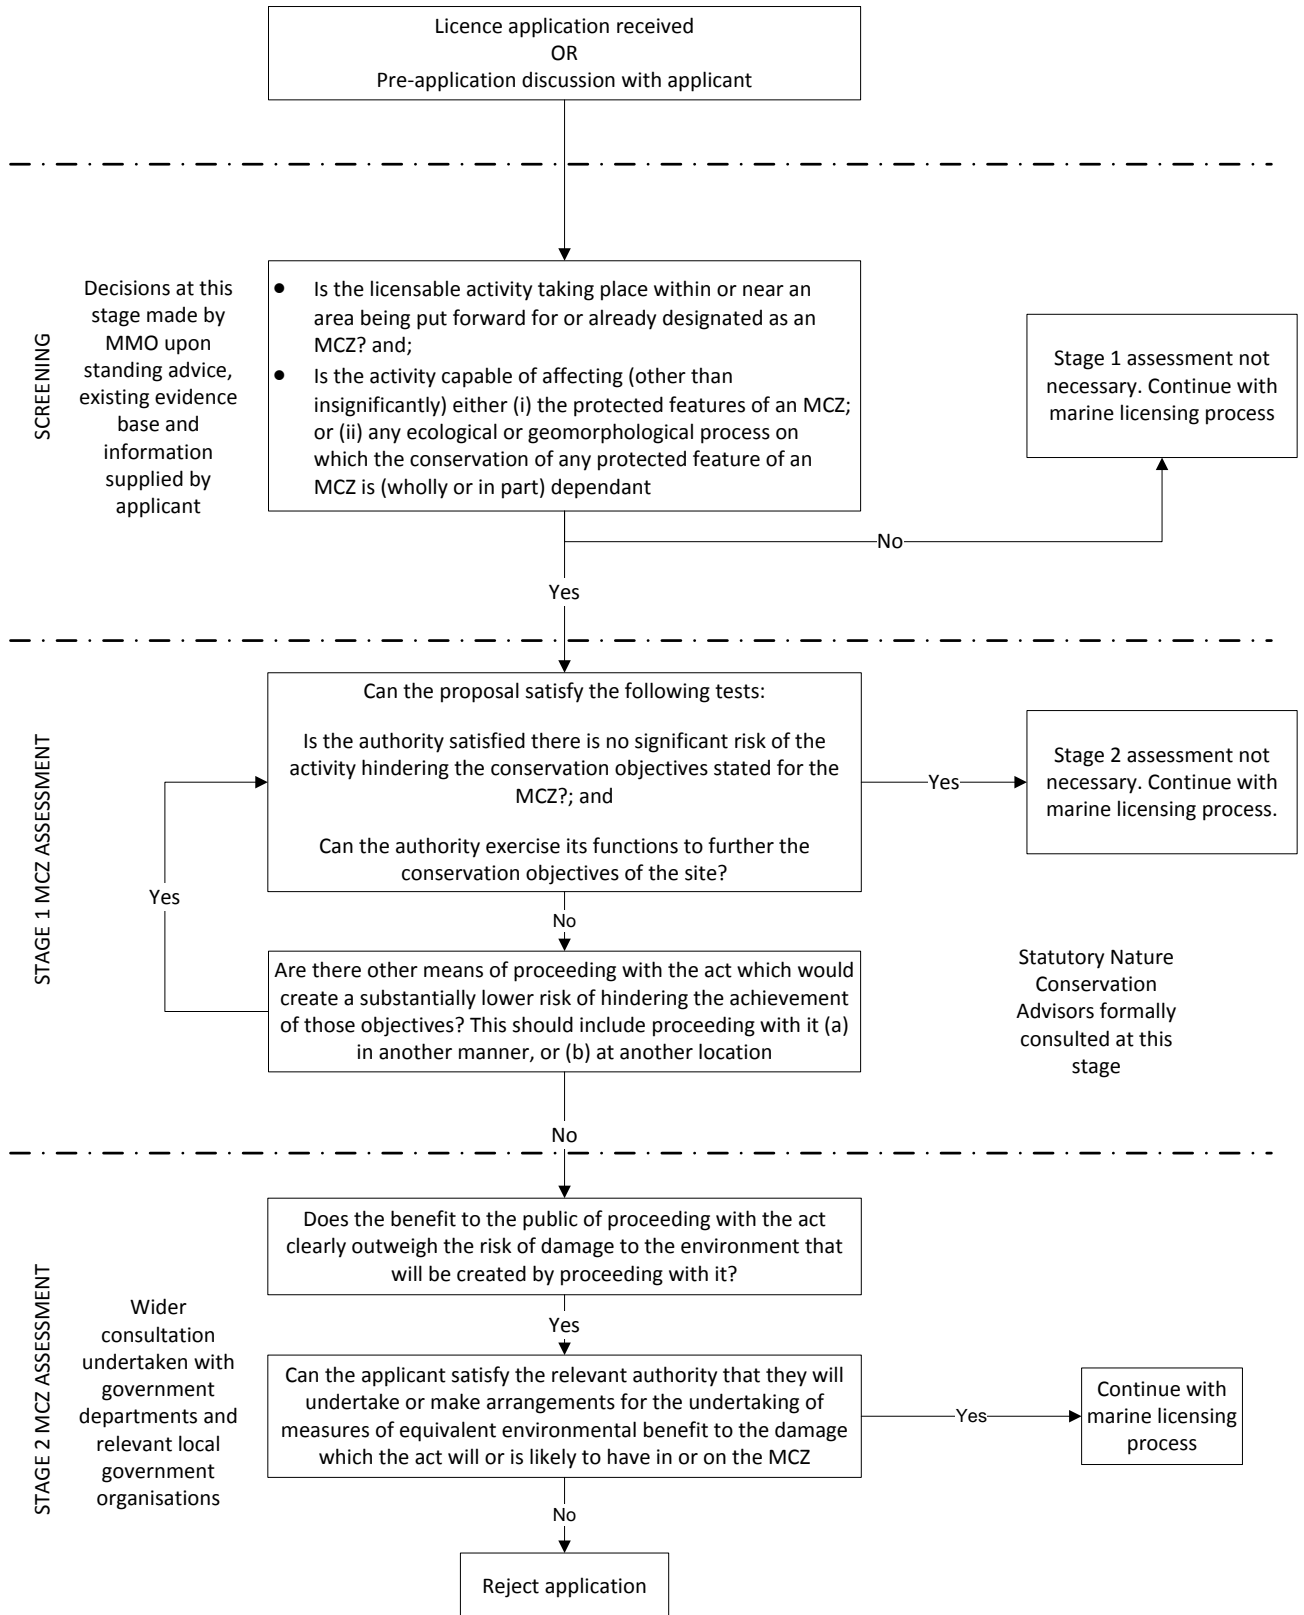 Licence application received
OR
Pre-application discussion with applicant
SCREENING
Decisions at this
stage made by
MMO upon
standing advice,
existing evidence
base and
information
supplied by
applicant
● Is the licensable activity taking place within or near an
area being put forward for or already designated as an
MCZ? and;
● Is the activity capable of affecting (other than
insignificantly) either (i) the protected features of an MCZ;
or (ii) any ecological or geomorphological process on
which the conservation of any protected feature of an
MCZ is (wholly or in part) dependant
Stage 1 assessment not
necessary. Continue with
marine licensing process
No
Yes
STAGE 1 MCZ ASSESSMENT
Can the proposal satisfy the following tests:
Is the authority satisfied there is no significant risk of the
activity hindering the conservation objectives stated for the
MCZ?; and
Can the authority exercise its functions to further the
conservation objectives of the site?
Yes
Stage 2 assessment not
necessary. Continue with
marine licensing process.
Yes
No
Are there other means of proceeding with the act which would
create a substantially lower risk of hindering the achievement
of those objectives? This should include proceeding with it (a)
in another manner, or (b) at another location
Statutory Nature
Conservation
Advisors formally
consulted at this
stage
No
STAGE 2 MCZ ASSESSMENT
Wider
consultation
undertaken with
government
departments and
relevant local
government
organisations
Does the benefit to the public of proceeding with the act
clearly outweigh the risk of damage to the environment that
will be created by proceeding with it?
Yes
Can the applicant satisfy the relevant authority that they will
undertake or make arrangements for the undertaking of
measures of equivalent environmental benefit to the damage
which the act will or is likely to have in or on the MCZ
Yes
Continue with
marine licensing
process
No
Reject application